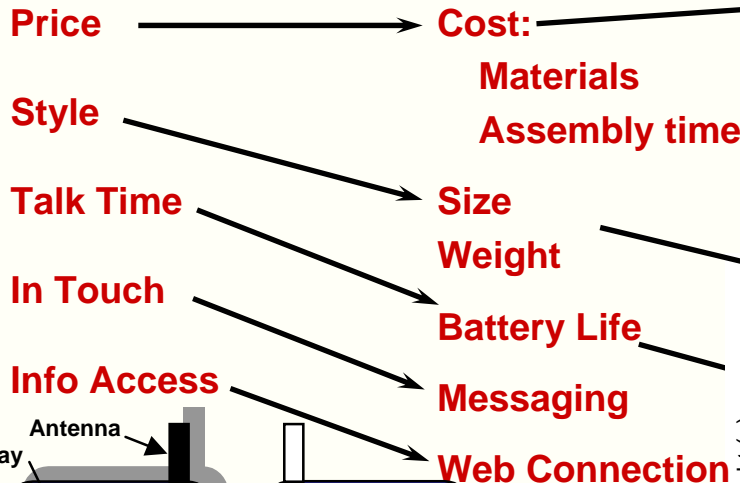 Price
Cost:
Materials
Style
Assembly time
Talk Time
Size
Weight
In Touch
Battery Life
Info Access
Messaging
Antenna
ay
Web Connection